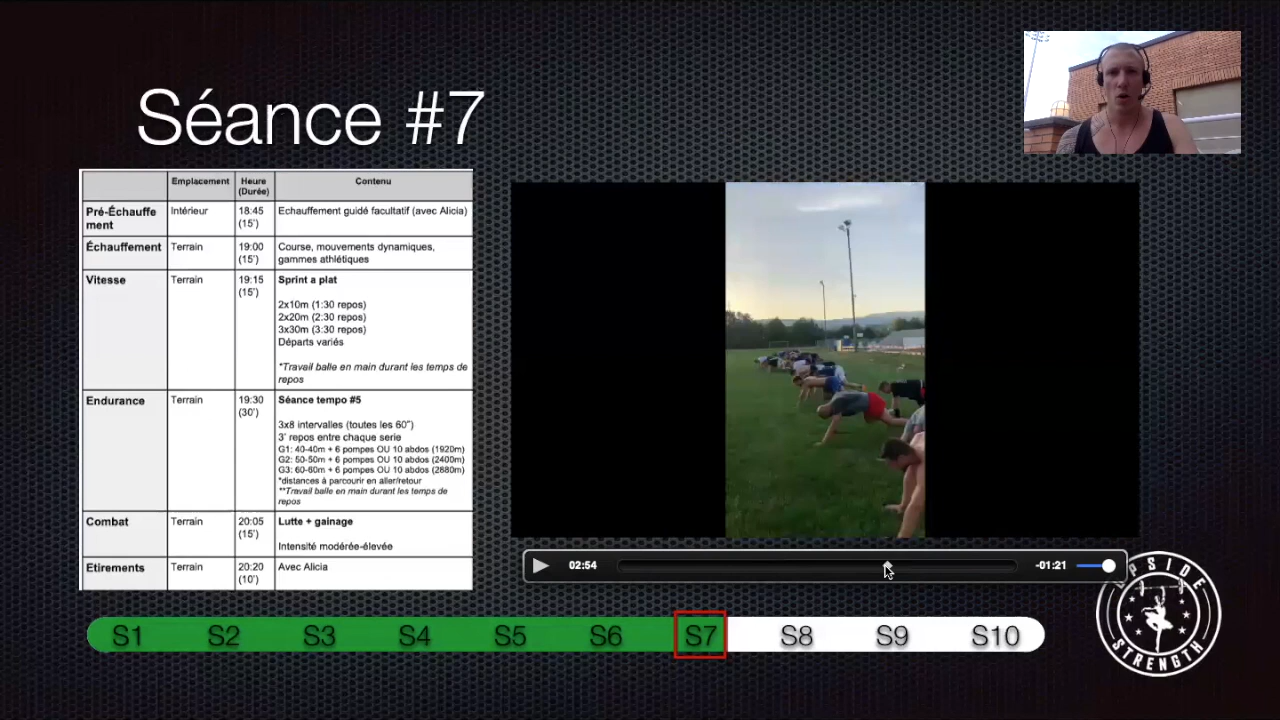 Séance #7
Emplacement
Heure
(Durée)
Contenu
Pré-Échauffe
ment
Intérieur
18:45
(15')
Echauffement guidé facultatif (avec Alicia)
Échauffement
Terrain
19:00
(15')
Course, mouvements dynamiques,
gammes athlétiques
Vitesse
Terrain
19:15
(15')
Sprint a plat
2x10m (1:30 repos)
2x20m (2:30 repos)
3x30m (3:30 repos)
Départs variés
*Travail balle en main durant les temps de
repos
Endurance
Terrain
19:30
(30')
Séance tempo #5
3x8 intervalles (toutes les 60")
3' repos entre chaque serie
G1: 40-40m + 6 pompes OU 10 abdos (1920m)
G2: 50-50m + 6 pompes OU 10 abdos (2400m)
G3: 60-60m + 6 pompes OU 10 abdos (2880m)
*distances à parcourir en aller/retour
**Travail balle en main durant les temps de
repos
Combat
Terrain
20:05
(15')
Lutte + gainage
Intensité modérée-élevée
Etirements
Terrain
20:20
(10')
Avec Alicia
02:54
-01:21
S1 S2 S3 S4 S5 S6 S7 S8 S9 S10
UPSIDE
STRENGTH